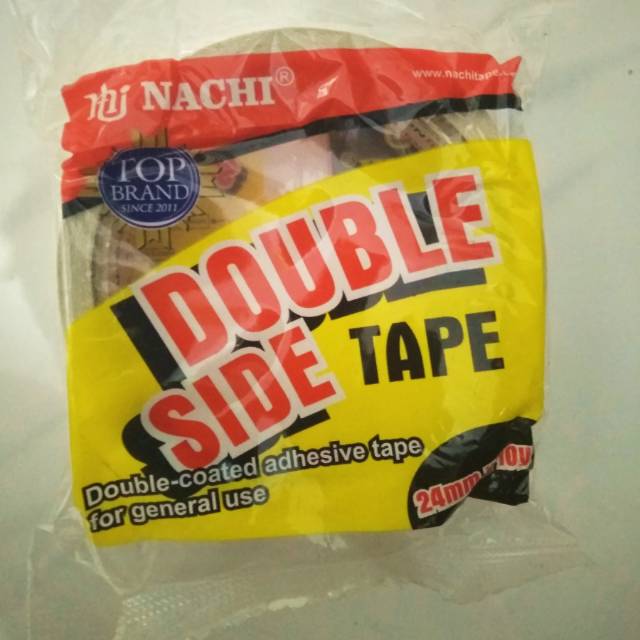 NACHI®
www.nachitape.c
TOP
BRAND
SINCE 2011
DOUBLE
SIDE TAPE
Double-coated adhesive tape
for general use
24mm